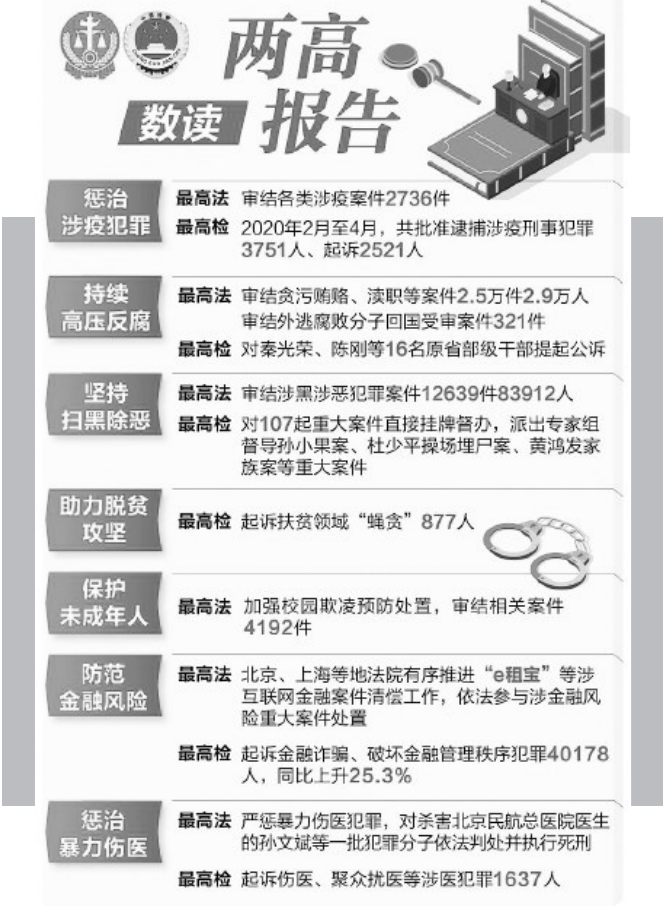 两高
数读 报告
惩治
涉疫犯罪
最高法 审结各类涉疫案件2736件
最高检 2020年2月至4月，共批准逮捕涉疫刑事犯罪
3751人、起诉2521人
持续
高压反腐
最高法 审结贪污贿赂、渎职等案件2.5万件2.9万人
审结外逃腐败分子回国受审案件321件
最高检 对秦光荣、陈刚等16名原省部级干部提起公诉
坚持
扫黑除恶
最高法 审结涉黑涉恶犯罪案件12639件83912人
最高检 对107起重大案件直接挂牌督办，派出专家组
督导孙小果案、杜少平操场埋尸案、黄鸿发家
族案等重大案件
助力脱贫
攻坚
最高检 起诉扶贫领域“蝇贪”877人
保护
未成年人
最高法 加强校园欺凌预防处置，审结相关案件
4192件
防范
金融风险
最高法 北京、上海等地法院有序推进“e租宝”等涉
互联网金融案件清偿工作，依法参与涉金融风
险重大案件处置
最高检 起诉金融诈骗、破坏金融管理秩序犯罪40178
人，同比上升25.3%
惩治
暴力伤医
最高法 严惩暴力伤医犯罪，对杀害北京民航总医院医生
的孙文斌等一批犯罪分子依法判处并执行死刑
最高检 起诉伤医、聚众扰医等涉医犯罪1637人